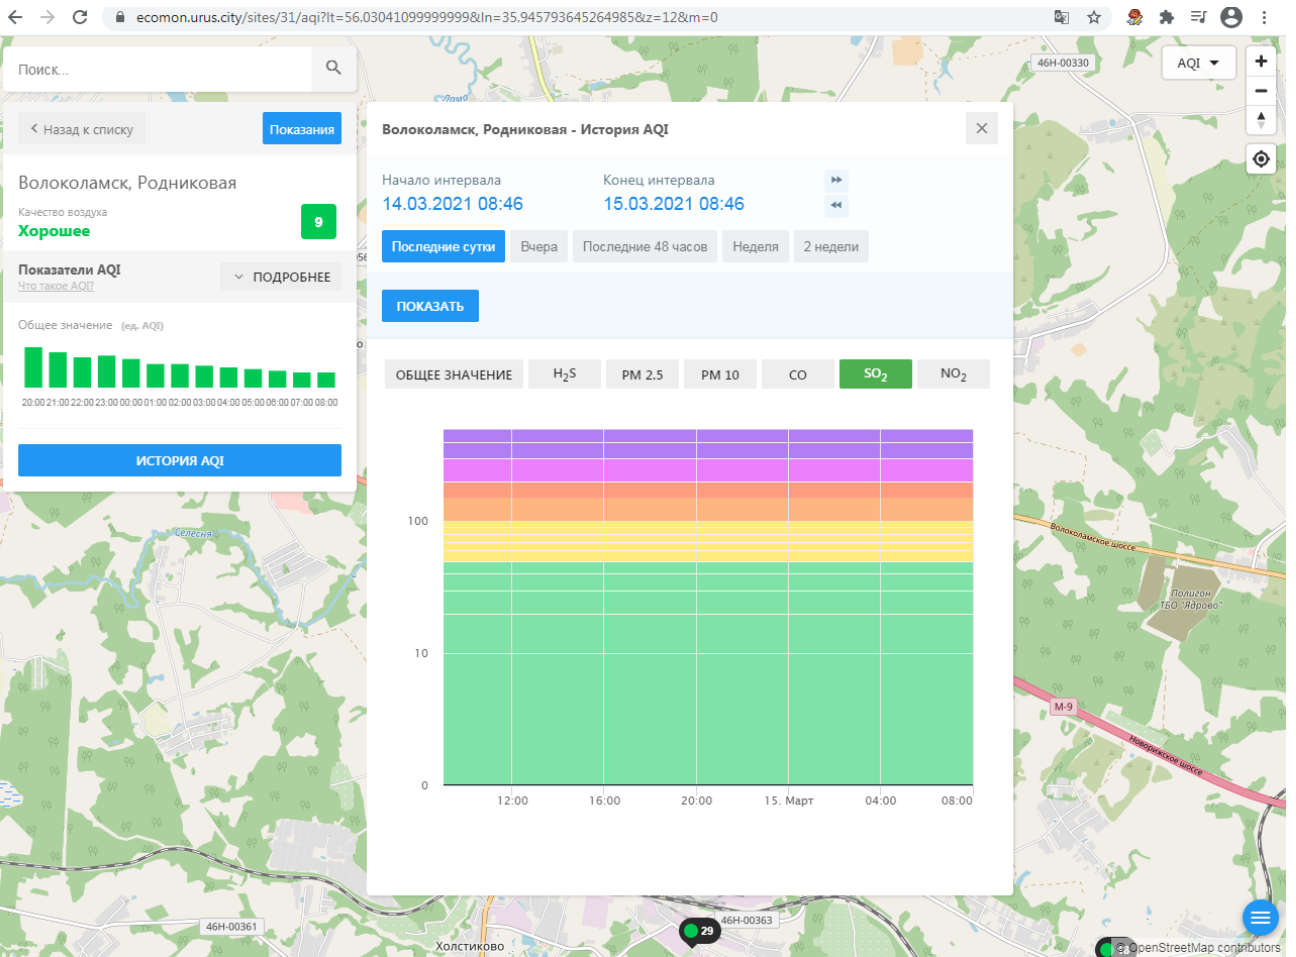 ecomon.urus.city/sites/31/aqi?lt=56.03041099999999&ln=35.945793645264985&z=12&m=0
Поиск...
Назад к списку
Показания
Волоколамск, Родниковая
Качество воздуха
Хорошее
9
Показатели AQI
Что такое AQI?
ПОДРОБНЕЕ
Общее значение (ед. AQI)
20:00 21:00 22:00 23:00 00:00 01:00 02:00 03:00 04:00 05:00 06:00 07:00 08:00
ИСТОРИЯ AQI
Волоколамск, Родниковая - История AQI
Начало интервала
14.03.2021 08:46
Конец интервала
15.03.2021 08:46
Последние сутки
Вчера
Последние 48 часов
Неделя
2 недели
ПОКАЗАТЬ
ОБЩЕЕ ЗНАЧЕНИЕ
H2S
PM 2.5
PM 10
CO
SO2
NO2
100
10
0
12:00
16:00
20:00
15. Март
04:00
08:00
AQI
46Н-00330
Лама
Селесня
Волоколамское шоссе
Полигон
ТБО "Ядрово"
М-9
Новорижское шоссе
46Н-00361
46Н-00363
29
Холстиково
© OpenStreetMap contributors